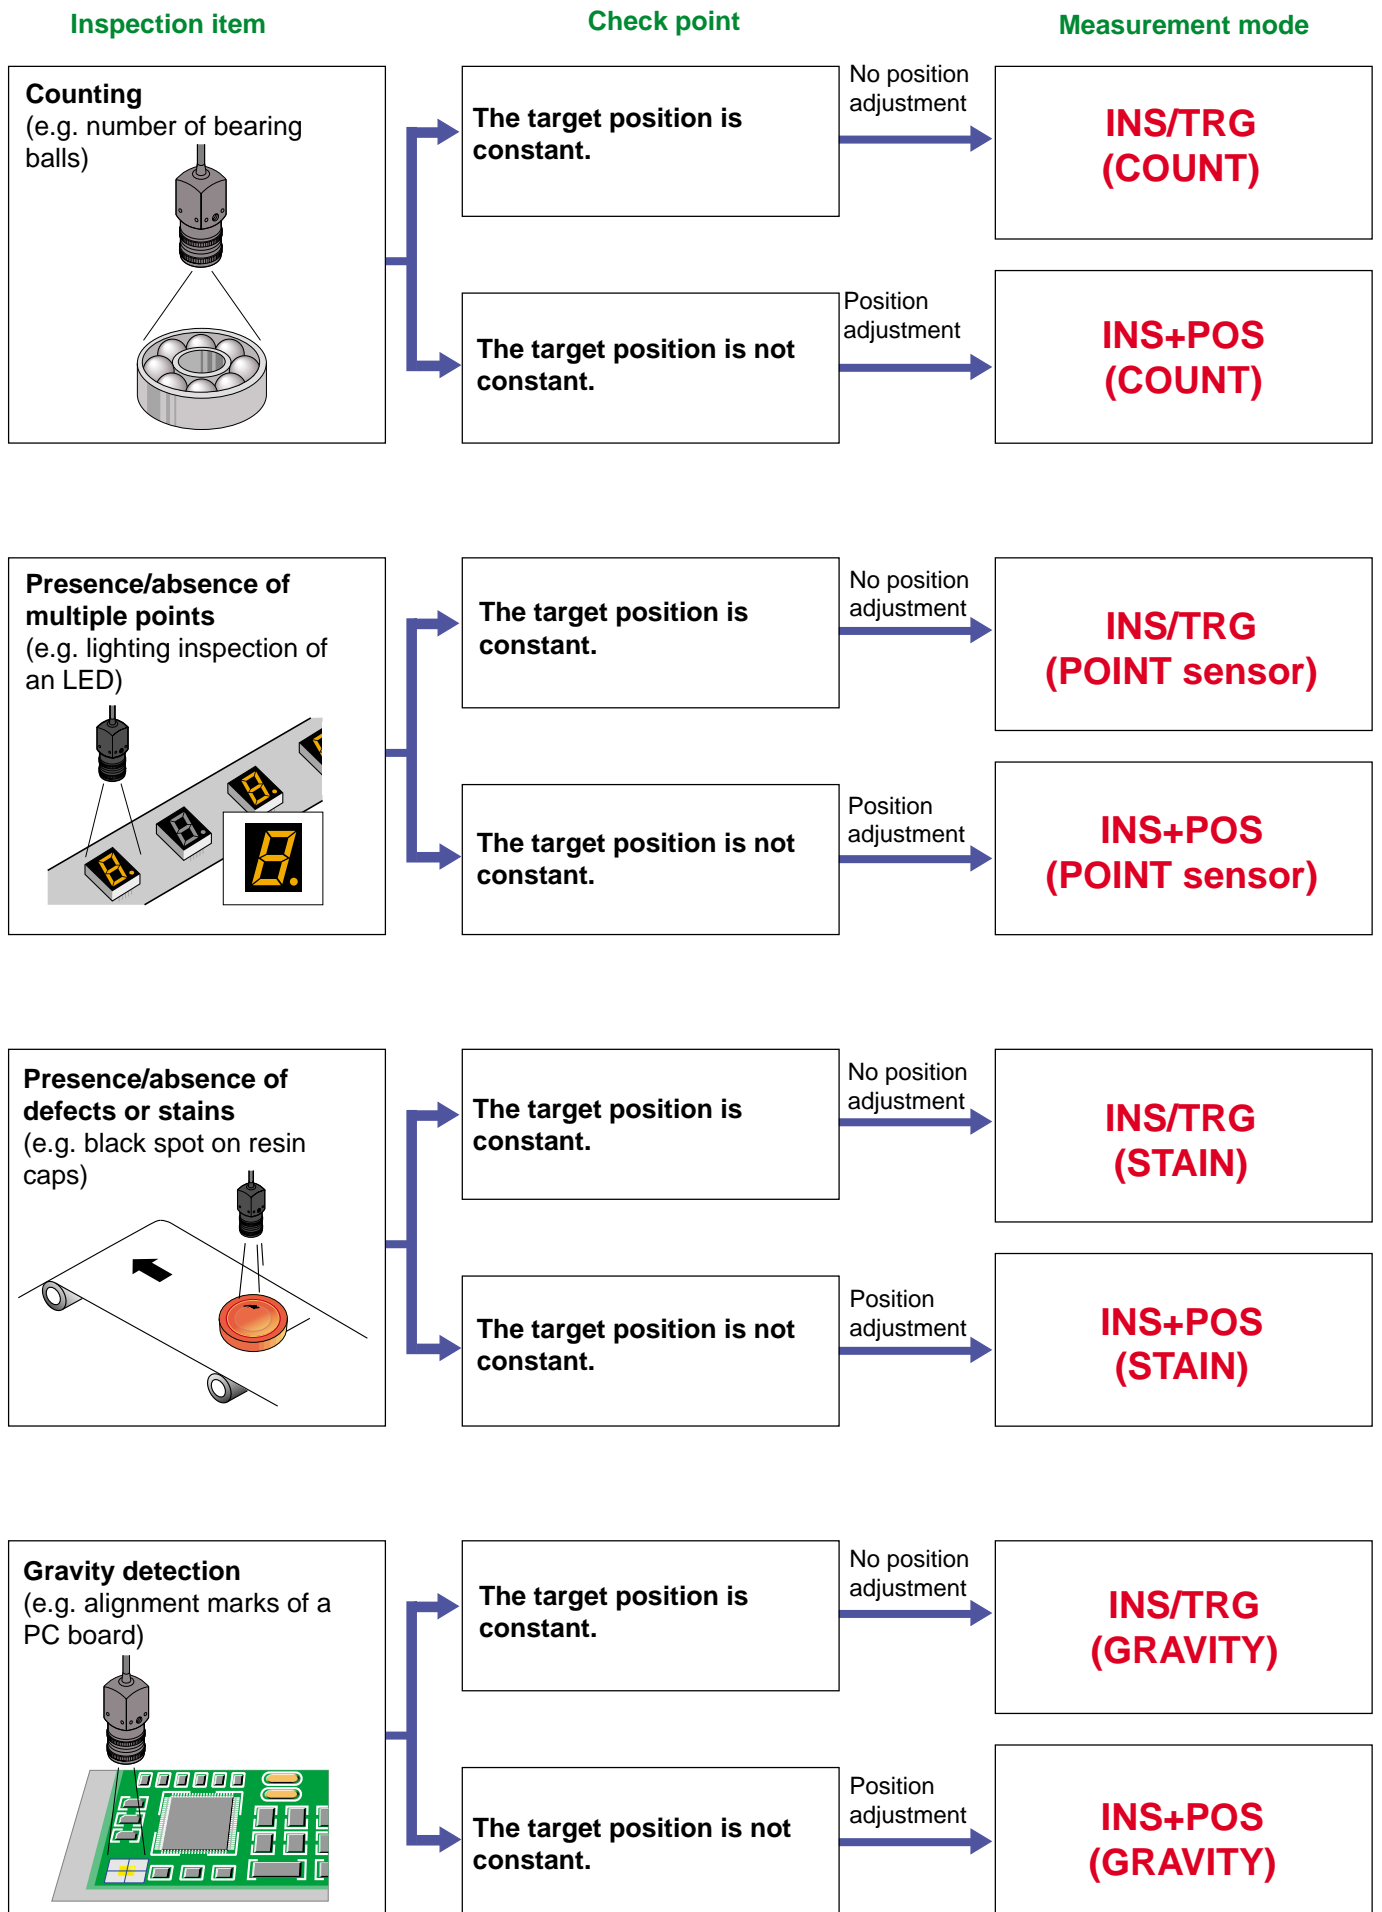 Inspection item
Check point
Measurement mode
Counting
(e.g. number of bearing
balls)
The target position is
constant.
No position
adjustment
INS/TRG
(COUNT)
The target position is not
constant.
Position
adjustment
INS+POS
(COUNT)
Presence/absence of
multiple points
(e.g. lighting inspection of
an LED)
The target position is
constant.
No position
adjustment
INS/TRG
(POINT sensor)
The target position is not
constant.
Position
adjustment
INS+POS
(POINT sensor)
Presence/absence of
defects or stains
(e.g. black spot on resin
caps)
The target position is
constant.
No position
adjustment
INS/TRG
(STAIN)
The target position is not
constant.
Position
adjustment
INS+POS
(STAIN)
Gravity detection
(e.g. alignment marks of a
PC board)
The target position is
constant.
No position
adjustment
INS/TRG
(GRAVITY)
The target position is not
constant.
Position
adjustment
INS+POS
(GRAVITY)